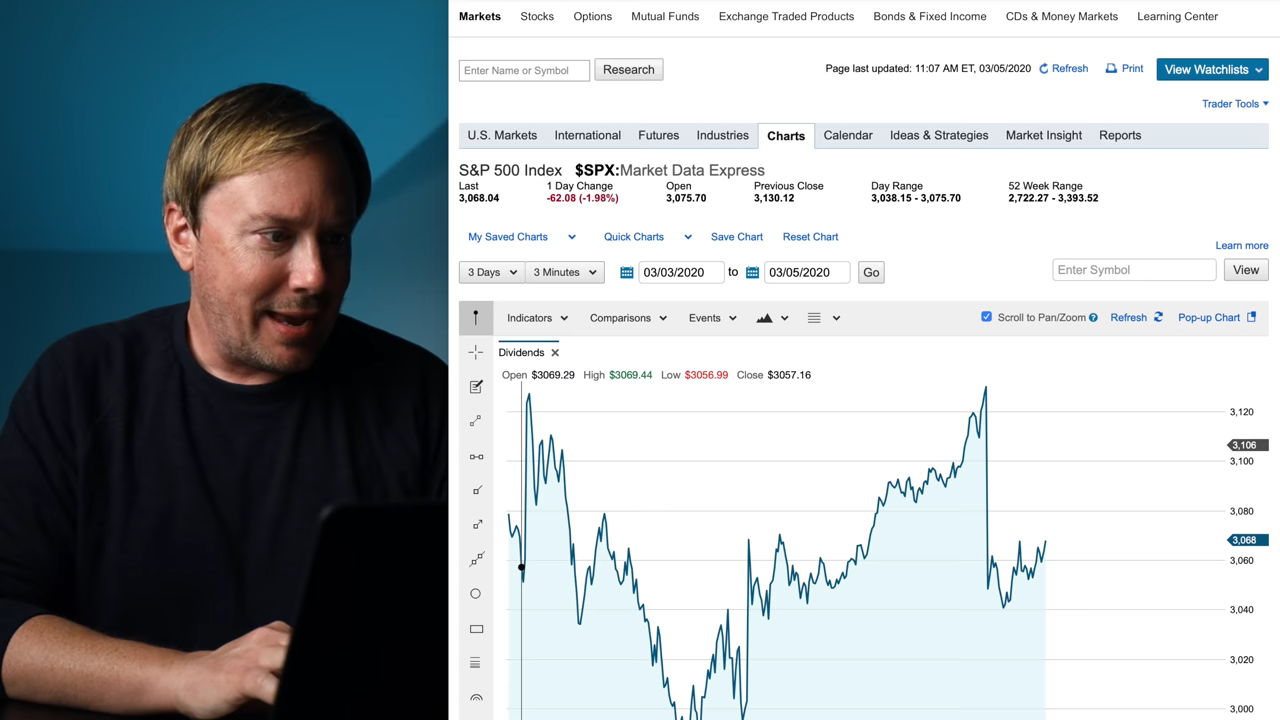 Markets Stocks Options Mutual Funds Exchange Traded Products Bonds & Fixed Income CDs & Money Markets Learning Center
Enter Name or Symbol Research Page last updated: 11:07 AM ET, 03/05/2020 Refresh Print View Watchlists
Trader Tools
U.S. Markets International Futures Industries Charts Calendar Ideas & Strategies Market Insight Reports
S&P 500 Index $SPX:Market Data Express
Last 1 Day Change Open Previous Close Day Range 52 Week Range
3,068.04 -62.08 (-1.98%) 3,075.70 3,130.12 3,038.15 - 3,075.70 2,722.27 - 3,393.52
My Saved Charts Quick Charts Save Chart Reset Chart
Learn more
3 Days 3 Minutes 03/03/2020 to 03/05/2020 Go Enter Symbol View
Indicators Comparisons Events Scroll to Pan/Zoom ? Refresh Pop-up Chart
Dividends
Open $3069.29 High $3069.44 Low $3056.99 Close $3057.16
3,120
3,106
3,100
3,080
3,068
3,060
3,040
3,020
3,000